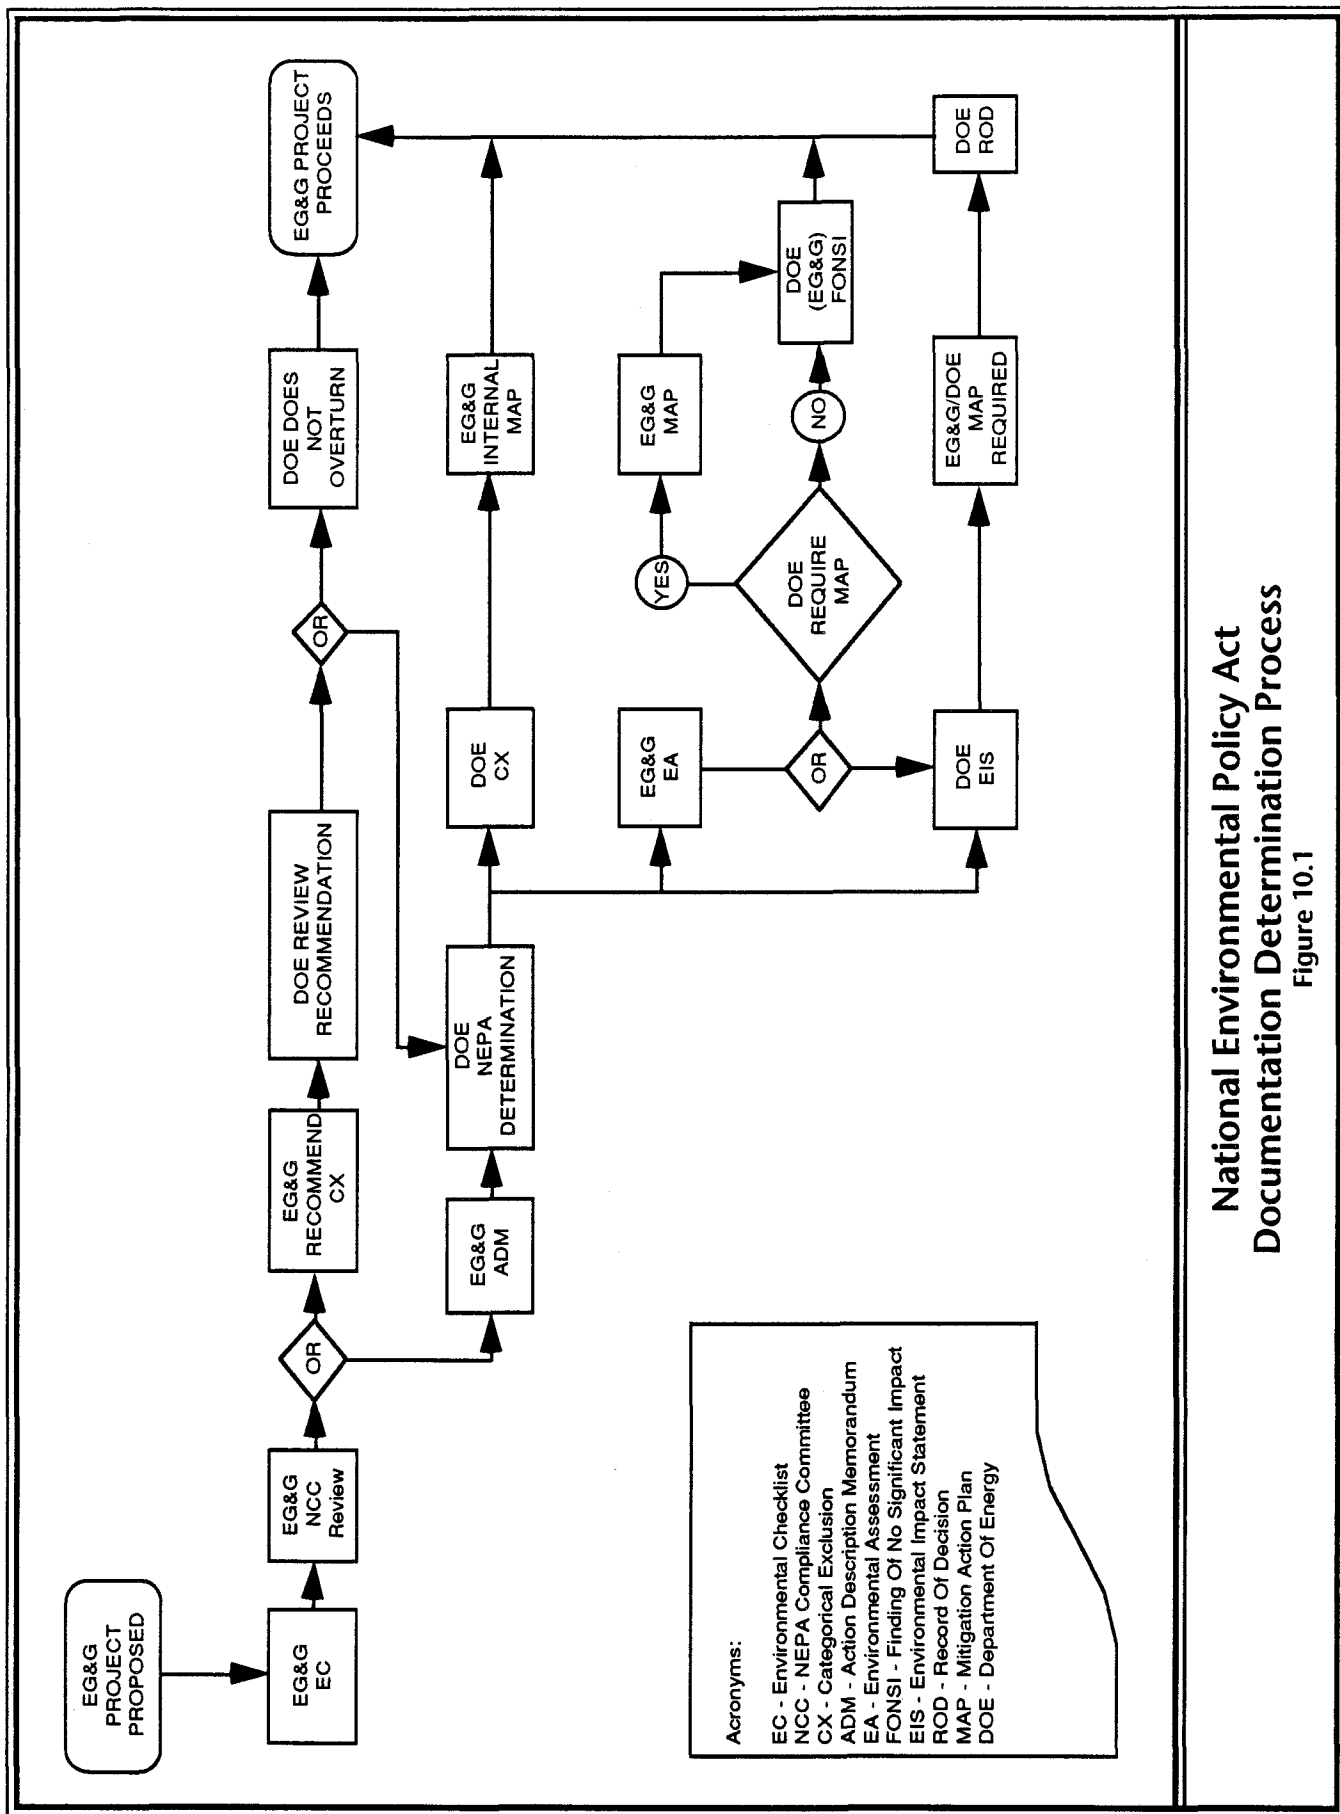 EG&G
PROJECT
PROPOSED
EG&G
EC
EG&G
NCC
Review
OR
EG&G
RECOMMEND
CX
DOE REVIEW
RECOMMENDATION
OR
DOE DOES
NOT
OVERTURN
EG&G PROJECT
PROCEEDS
EG&G
ADM
DOE
NEPA
DETERMINATION
DOE
CX
EG&G
INTERNAL
MAP
EG&G
EA
YES
EG&G
MAP
OR
DOE
REQUIRE
MAP
NO
DOE
(EG&G)
FONSI
DOE
EIS
EG&G/DOE
MAP
REQUIRED
DOE
ROD
Acronyms:
EC - Environmental Checklist
NCC - NEPA Compliance Committee
CX - Categorical Exclusion
ADM - Action Description Memorandum
EA - Environmental Assessment
FONSI - Finding Of No Significant Impact
EIS - Environmental Impact Statement
ROD - Record Of Decision
MAP - Mitigation Action Plan
DOE - Department Of Energy
National Environmental Policy Act
Documentation Determination Process
Figure 10.1